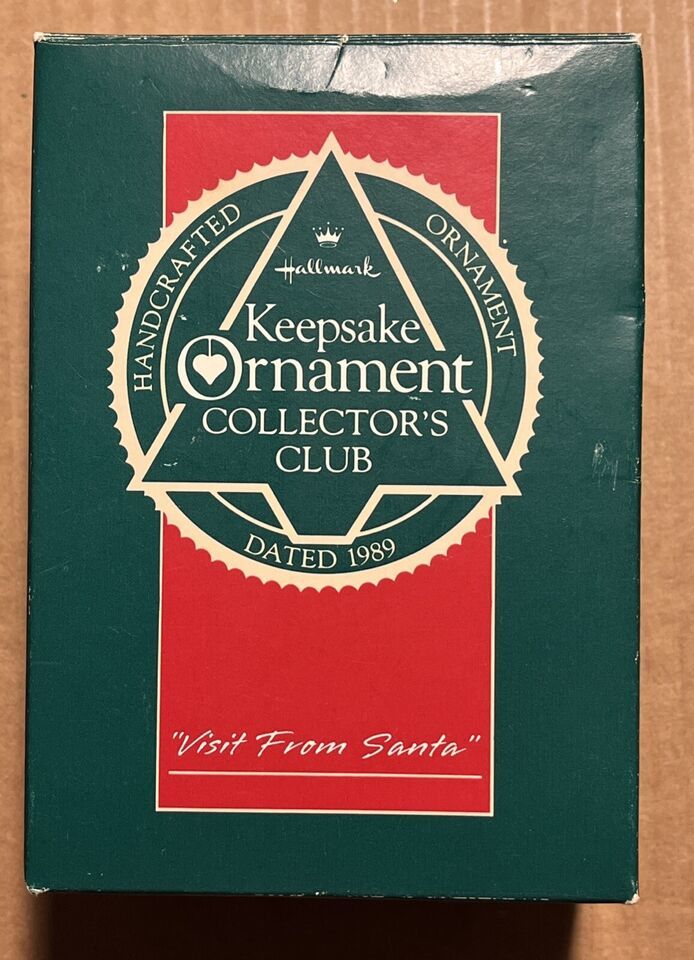 HANDCRAFTED
ORNAMENT
Hallmark
Keepsake
Ornament
COLLECTOR'S
CLUB
DATED 1989
"Visit From Santa"